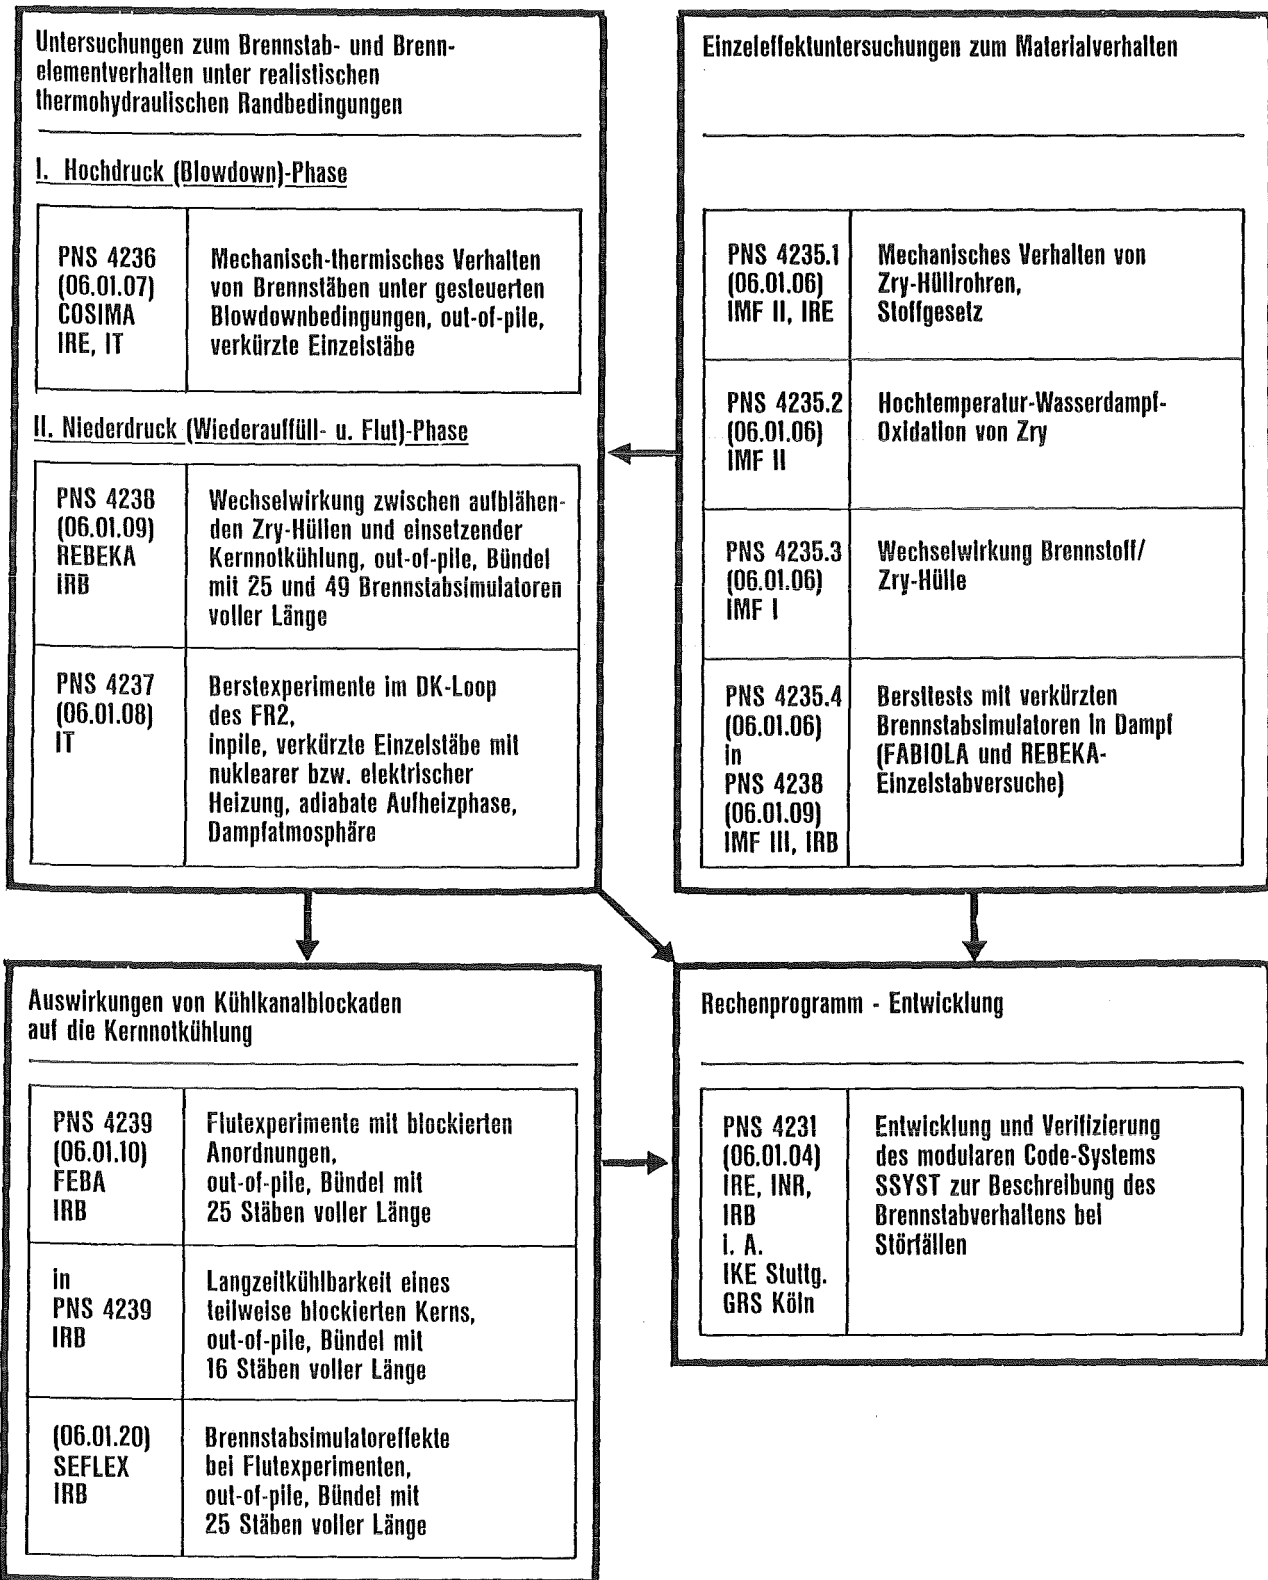 Untersuchungen zum Brennstab- und Brenn-
elementverhalten unter realistischen
thermohydraulischen Randbedingungen
I. Hochdruck (Blowdown)-Phase
PNS 4236
(06.01.07)
COSIMA
IRE, IT
Mechanisch-thermisches Verhalten
von Brennstäben unter gesteuerten
Blowdownbedingungen, out-of-pile,
verkürzte Einzelstäbe
II. Niederdruck (Wiederauffüll- u. Flut)-Phase
PNS 4238
(06.01.09)
REBEKA
IRB
Wechselwirkung zwischen aufblähen-
den Zry-Hüllen und einsetzender
Kernnotkühlung, out-of-pile, Bündel
mit 25 und 49 Brennstabsimulatoren
voller Länge
PNS 4237
(06.01.08)
IT
Berstexperimente im DK-Loop
des FR2,
inpile, verkürzte Einzelstäbe mit
nuklearer bzw. elektrischer
Heizung, adiabate Aufheizphase,
Dampfatmosphäre
Einzeleffektuntersuchungen zum Materialverhalten
PNS 4235.1
(06.01.06)
IMF II, IRE
Mechanisches Verhalten von
Zry-Hüllrohren,
Stoffgesetz
PNS 4235.2
(06.01.06)
IMF II
Hochtemperatur-Wasserdampf-
Oxidation von Zry
PNS 4235.3
(06.01.06)
IMF I
Wechselwirkung Brennstoff/
Zry-Hülle
PNS 4235.4
(06.01.06)
in
PNS 4238
(06.01.09)
IMF III, IRB
Bersttests mit verkürzten
Brennstabsimulatoren in Dampf
(FABIOLA und REBEKA-
Einzelstabversuche)
Auswirkungen von Kühlkanalblockaden
auf die Kernnotkühlung
PNS 4239
(06.01.10)
FEBA
IRB
Flutexperimente mit blockierten
Anordnungen,
out-of-pile, Bündel mit
25 Stäben voller Länge
in
PNS 4239
IRB
Langzeitkühlbarkeit eines
teilweise blockierten Kerns,
out-of-pile, Bündel mit
16 Stäben voller Länge
(06.01.20)
SEFLEX
IRB
Brennstabsimulatoreffekte
bei Flutexperimenten,
out-of-pile, Bündel mit
25 Stäben voller Länge
Rechenprogramm - Entwicklung
PNS 4231
(06.01.04)
IRE, INR,
IRB
i. A.
IKE Stuttg.
GRS Köln
Entwicklung und Verifizierung
des modularen Code-Systems
SSYST zur Beschreibung des
Brennstabverhaltens bei
Störfällen